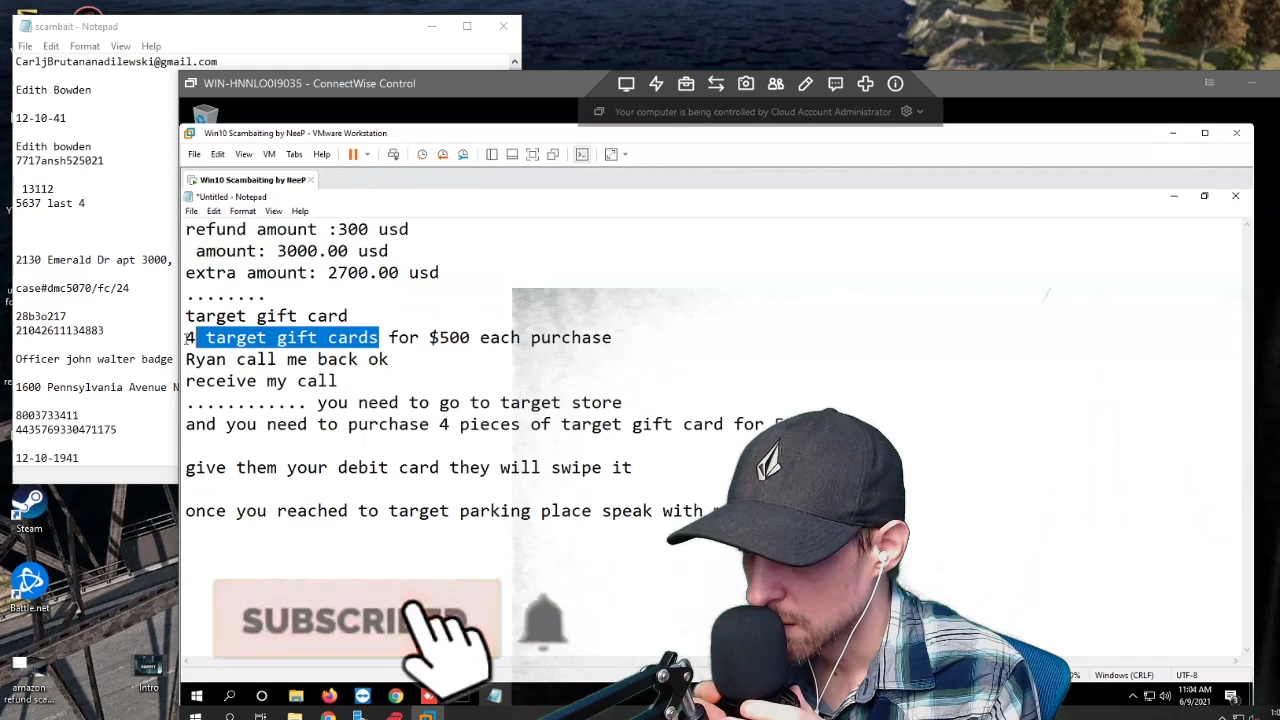 scambait - Notepad
File Edit Format View Help
CarljBrutananadilewski@gmail.com
Edith Bowden
12-10-41
Edith bowden
7717ansh525021
13112
5637 last 4
2130 Emerald Dr apt 3000,
case#dmc5070/fc/24
28b3o217
21042611134883
Officer john walter badge
1600 Pennsylvania Avenue N
8003733411
4435769330471175
12-10-1941
WIN-HNNLO0I9035 - ConnectWise Control
Your computer is being controlled by Cloud Account Administrator
Win10 Scambaiting by NeeP - VMware Workstation
File Edit View VM Tabs Help
Win10 Scambaiting by NeeP
*Untitled - Notepad
File Edit Format View Help
refund amount :300 usd
amount: 3000.00 usd
extra amount: 2700.00 usd
........
target gift card
4 target gift cards for $500 each purchase
Ryan call me back ok
receive my call
............ you need to go to target store
and you need to purchase 4 pieces of target gift card for
give them your debit card they will swipe it
once you reached to target parking place speak with
SUBSCRIBED
Windows (CRLF) UTF-8
11:04 AM
6/9/2021
3
Steam
Battle.net
amazon
refund sca...
Intro